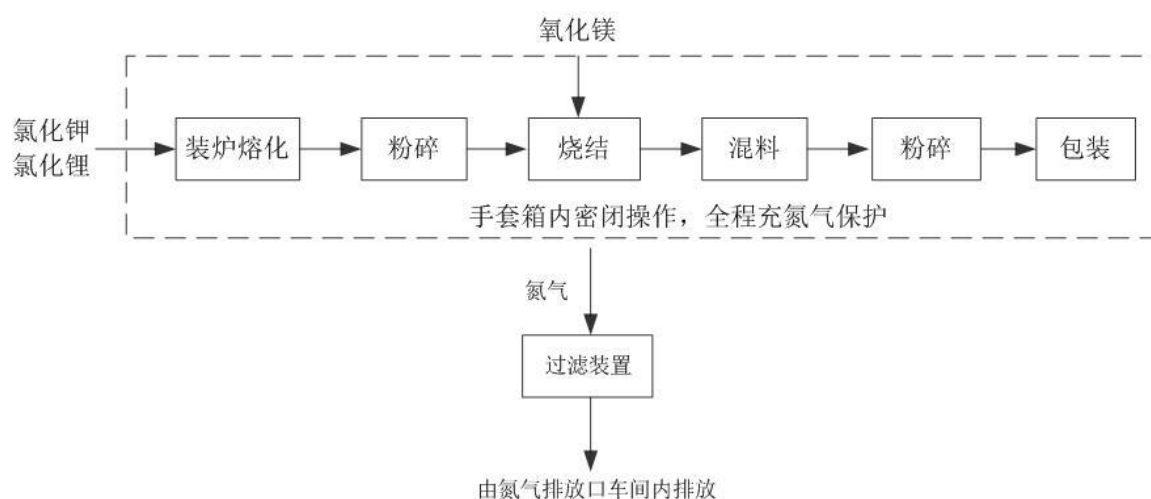 氧化镁
氯化钾
氯化锂
装炉熔化
粉碎
烧结
混料
粉碎
包装
手套箱内密闭操作，全程充氮气保护
氮气
过滤装置
由氮气排放口车间内排放